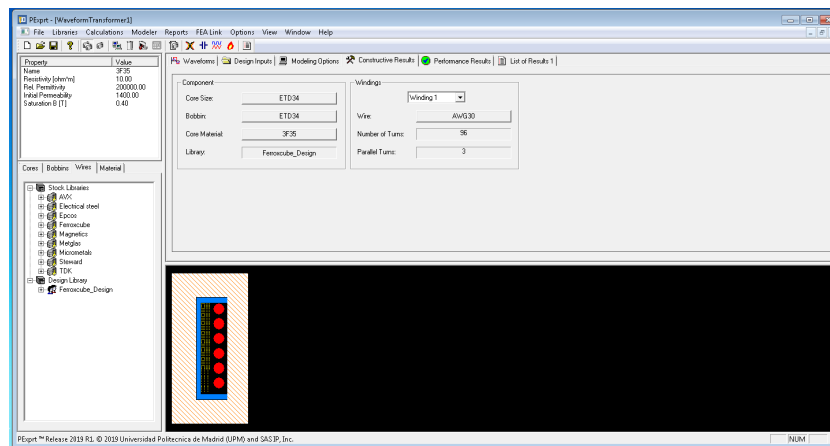 PExprt - [WaveformTransformer1]
File Libraries Calculations Modeler Reports FEA Link Options View Window Help
Property Value
Name 3F35
Resistivity [ohm*m] 10.00
Rel. Permittivity 200000.00
Initial Permeability 1400.00
Saturation B [T] 0.40
Waveforms Design Inputs Modeling Options Constructive Results Performance Results List of Results 1
Component
Core Size: ETD34
Bobbin: ETD34
Core Material: 3F35
Library: Ferroxcube_Design
Windings
Winding 1
Wire: AWG30
Number of Turns: 96
Parallel Turns: 3
Cores Bobbins Wires Material
Stock Libraries
AVX
Electrical steel
Epcos
Ferroxcube
Magnetics
Metglas
Micrometals
Steward
TDK
Design Library
Ferroxcube_Design
PExprt ™ Release 2019 R1. © 2019 Universidad Politecnica de Madrid (UPM) and SAS IP, Inc.
NUM